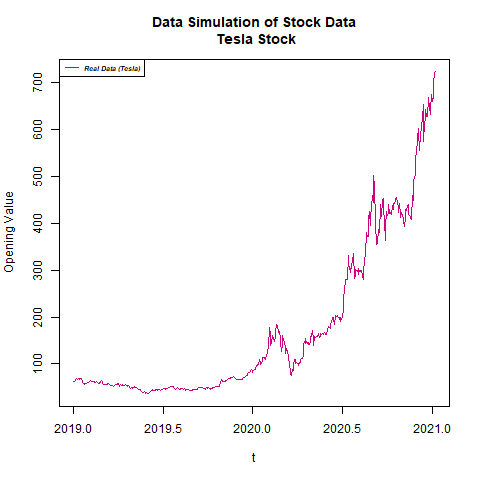 Data Simulation of Stock Data
Tesla Stock
Real Data (Tesla)
Opening Value
700
600
500
400
300
200
100
2019.0 2019.5 2020.0 2020.5 2021.0
t